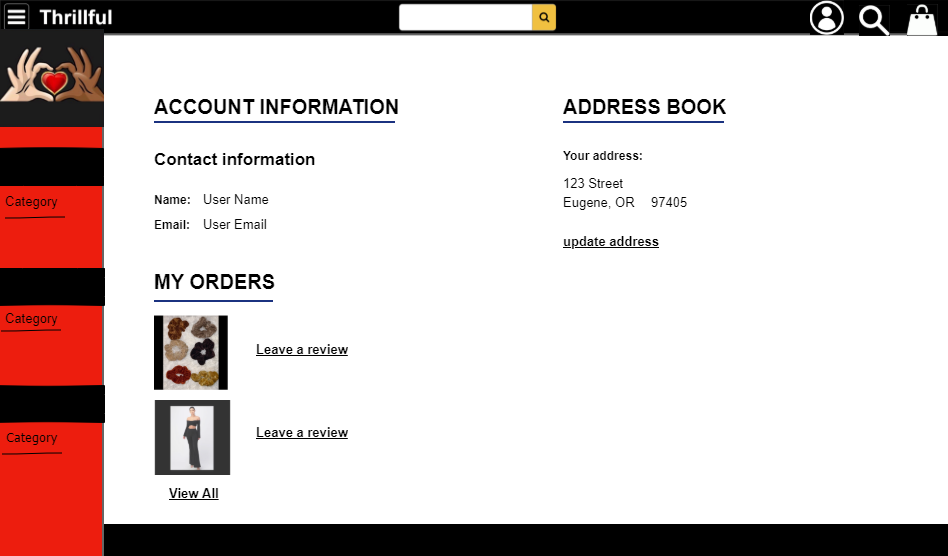 Thrillful
Category
Category
Category
ACCOUNT INFORMATION
Contact information
Name: User Name
Email: User Email
MY ORDERS
Leave a review
Leave a review
View All
ADDRESS BOOK
Your address:
123 Street
Eugene, OR 97405
update address